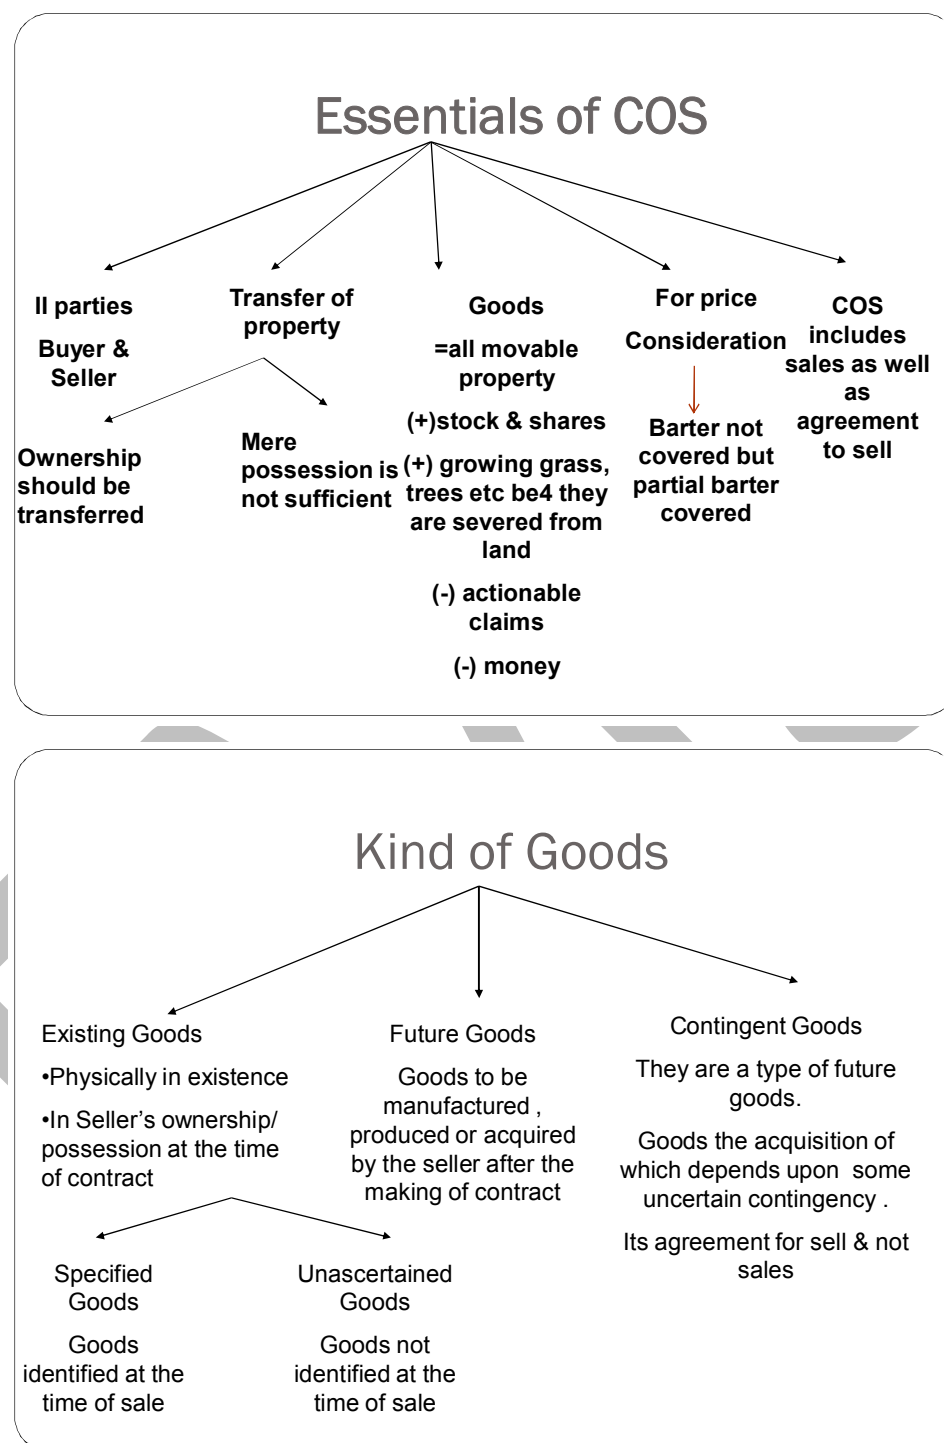 Essentials of COS
II parties
Buyer &
Seller
Transfer of
property
Ownership
should be
transferred
Mere
possession is
not sufficient
Goods
=all movable
property
(+)stock & shares
(+) growing grass,
trees etc be4 they
are severed from
land
(-) actionable
claims
(-) money
For price
Consideration
Barter not
covered but
partial barter
covered
COS
includes
sales as well
as
agreement
to sell
Kind of Goods
Existing Goods
•Physically in existence
•In Seller's ownership/
possession at the time
of contract
Specified
Goods
Goods
identified at the
time of sale
Unascertained
Goods
Goods not
identified at the
time of sale
Future Goods
Goods to be
manufactured ,
produced or acquired
by the seller after the
making of contract
Contingent Goods
They are a type of future
goods.
Goods the acquisition of
which depends upon  some
uncertain contingency .
Its agreement for sell & not
sales